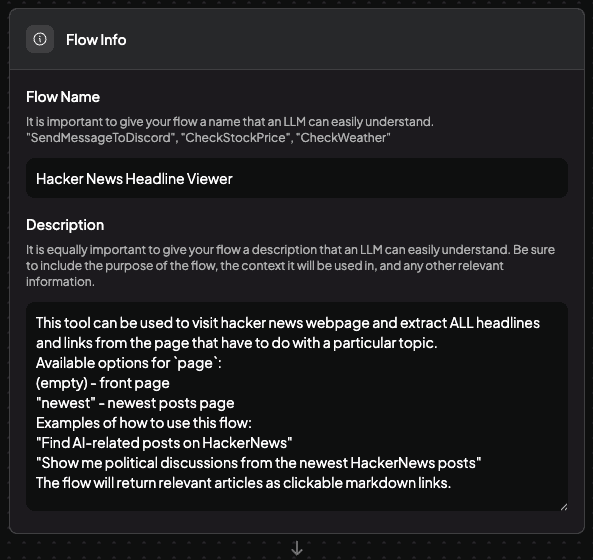 Flow Info
Flow Name
It is important to give your flow a name that an LLM can easily understand.
"SendMessageToDiscord", "CheckStockPrice", "CheckWeather"
Hacker News Headline Viewer
Description
It is equally important to give your flow a description that an LLM can easily understand. Be sure
to include the purpose of the flow, the context it will be used in, and any other relevant
information.
This tool can be used to visit hacker news webpage and extract ALL headlines
and links from the page that have to do with a particular topic.
Available options for `page`:
(empty) - front page
"newest" - newest posts page
Examples of how to use this flow:
"Find AI-related posts on HackerNews"
"Show me political discussions from the newest HackerNews posts"
The flow will return relevant articles as clickable markdown links.